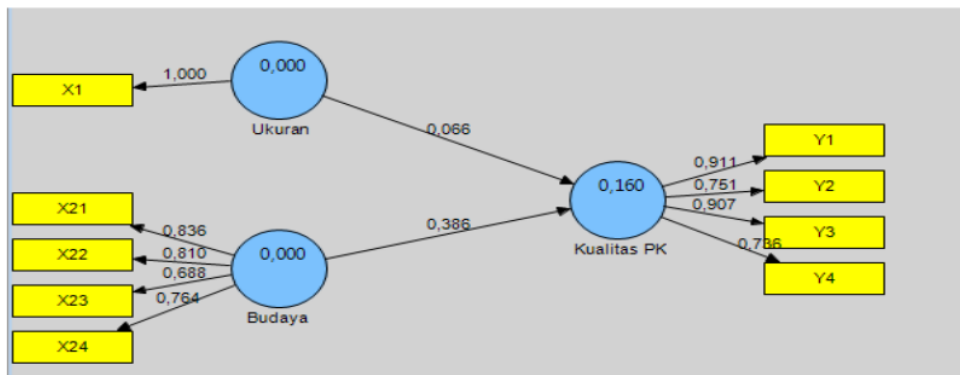 X1
1,000
0,000
Ukuran
0,066
X21
X22
X23
X24
0,836
0,810
0,688
0,764
0,000
Budaya
0,386
0,160
Kualitas PK
0,911
0,751
0,907
0,736
Y1
Y2
Y3
Y4